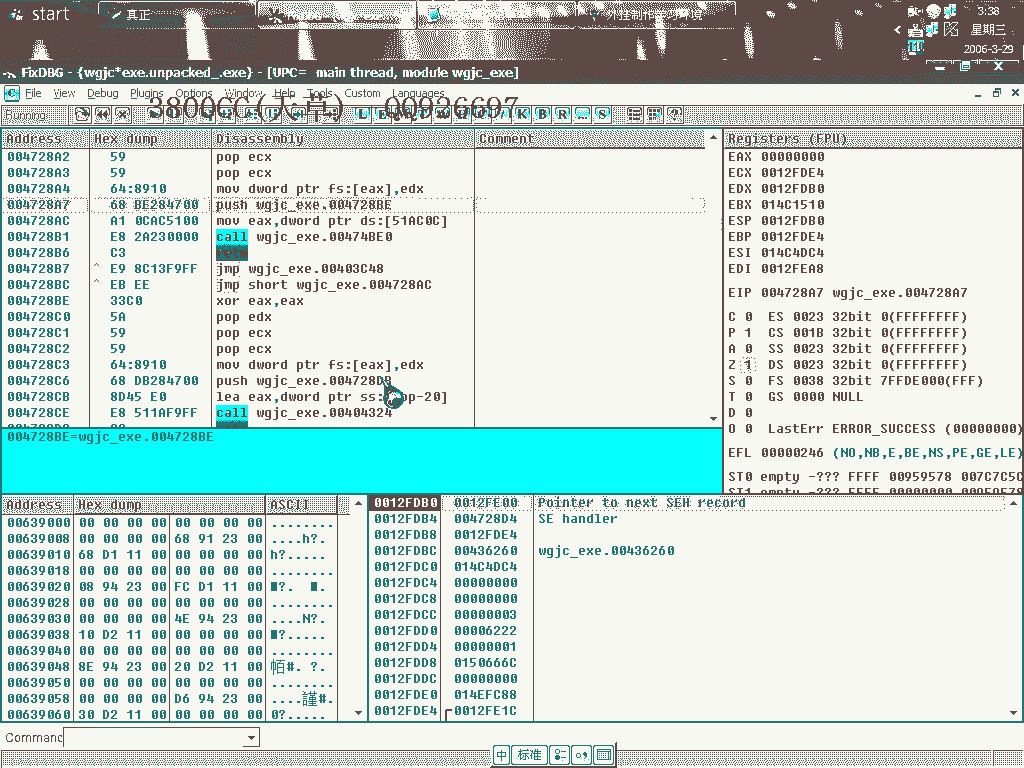 start
真正
外挂制作学习环境
3:38
星期三
2006-3-29
110
FixDBG - {wgjc*exe.unpacked_.exe} - [UPC= main thread, module wgjc_exe]
File View Debug Plugins Options Window Help Tools Custom Languages
Running
Address Hex dump Disassembly Comment
004728A2 59 pop ecx
004728A3 59 pop ecx
004728A4 64:8910 mov dword ptr fs:[eax],edx
004728A7 68 BE284700 push wgjc_exe.004728BE
004728AC A1 0CAC5100 mov eax,dword ptr ds:[51AC0C]
004728B1 E8 2A230000 call wgjc_exe.00474BE0
004728B6 C3
004728B7 ^ E9 8C13F9FF jmp wgjc_exe.00403C48
004728BC ^ EB EE jmp short wgjc_exe.004728AC
004728BE 33C0 xor eax,eax
004728C0 5A pop edx
004728C1 59 pop ecx
004728C2 59 pop ecx
004728C3 64:8910 mov dword ptr fs:[eax],edx
004728C6 68 DB284700 push wgjc_exe.004728DB
004728CB 8D45 E0 lea eax,dword ptr ss:[ebp-20]
004728CE E8 511AF9FF call wgjc_exe.00404324
004728BE=wgjc_exe.004728BE
Registers (FPU)
EAX 00000000
ECX 0012FDE4
EDX 0012FDB0
EBX 014C1510
ESP 0012FDB0
EBP 0012FDE4
ESI 014C4DC4
EDI 0012FEA8
EIP 004728A7 wgjc_exe.004728A7
C 0 ES 0023 32bit 0(FFFFFFFF)
P 1 CS 001B 32bit 0(FFFFFFFF)
A 0 SS 0023 32bit 0(FFFFFFFF)
Z 1 DS 0023 32bit 0(FFFFFFFF)
S 0 FS 0038 32bit 7FFDE000(FFF)
T 0 GS 0000 NULL
D 0
O 0 LastErr ERROR_SUCCESS (00000000)
EFL 00000246 (NO,NB,E,BE,NS,PE,GE,LE)
ST0 empty -??? FFFF 00959578 007C7C5C
Address Hex dump ASCII
00639000 00 00 00 00 00 00 00 00 ........
00639008 00 00 00 00 68 91 23 00 ....h?.
00639010 68 D1 11 00 00 00 00 00 h?.....
00639018 00 00 00 00 00 00 00 00 ........
00639020 08 94 23 00 FC D1 11 00 ■?. ■.
00639028 00 00 00 00 00 00 00 00 ........
00639030 00 00 00 00 4E 94 23 00 ....N?.
00639038 10 D2 11 00 00 00 00 00 ■?.....
00639040 00 00 00 00 00 00 00 00 ........
00639048 8E 94 23 00 20 D2 11 00 帞#. ?.
00639050 00 00 00 00 00 00 00 00 ........
00639058 00 00 00 00 D6 94 23 00 ....謹#.
00639060 30 D2 11 00 00 00 00 00 0?.....
0012FDB0 0012FE00 Pointer to next SEH record
0012FDB4 004728D4 SE handler
0012FDB8 0012FDE4
0012FDBC 00436260 wgjc_exe.00436260
0012FDC0 014C4DC4
0012FDC4 00000000
0012FDC8 00000000
0012FDCC 00000003
0012FDD0 00006222
0012FDD4 00000001
0012FDD8 0150666C
0012FDDC 00000000
0012FDE0 014EFC88
0012FDE4 0012FE1C
Command
中 标准